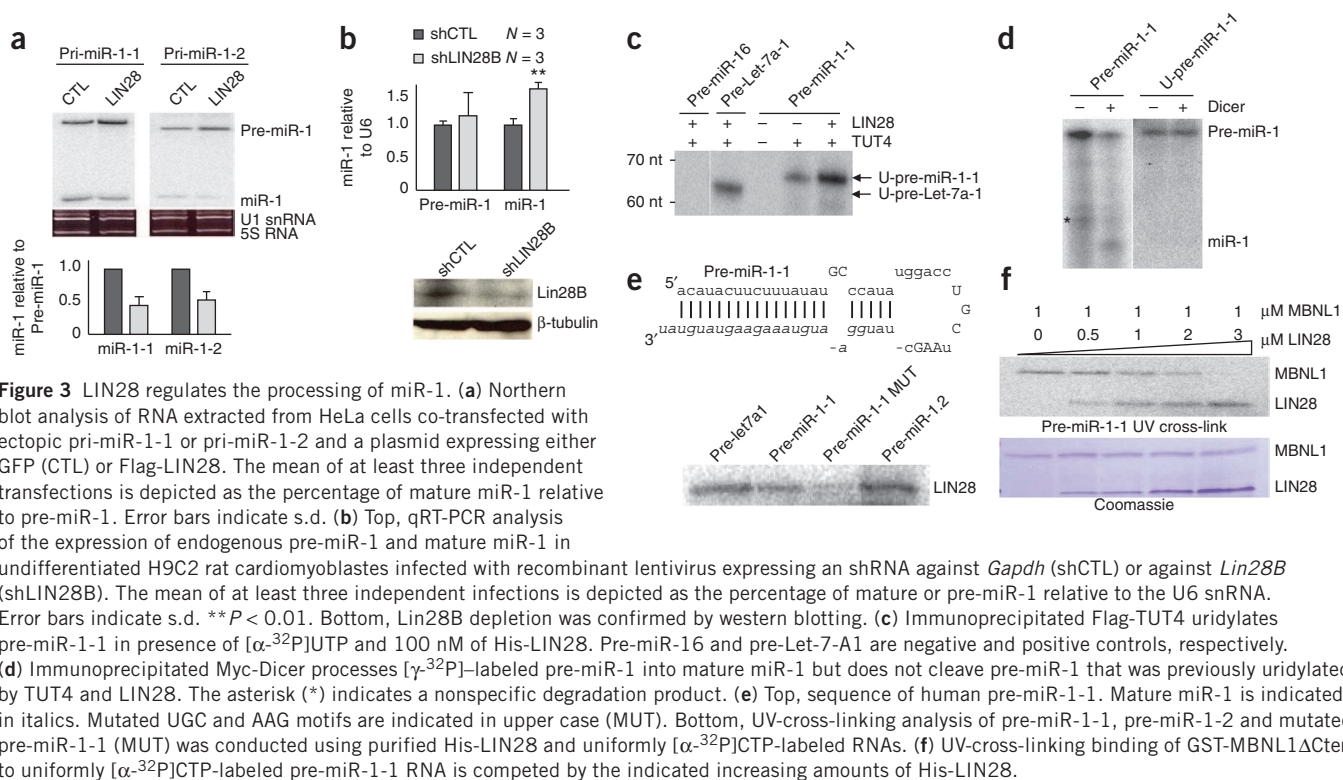 a
Pri-miR-1-1 Pri-miR-1-2
CTL LIN28 CTL LIN28
Pre-miR-1
miR-1
U1 snRNA
5S RNA
miR-1 relative to
Pre-miR-1
1.0
0.5
0
miR-1-1 miR-1-2
b
shCTL N = 3
shLIN28B N = 3
**
miR-1 relative
to U6
1.5
1.0
0.5
0
Pre-miR-1 miR-1
shCTL shLIN28B
Lin28B
β-tubulin
c
Pre-miR-16 Pre-Let-7a-1 Pre-miR-1-1
+ + – – + LIN28
+ + – + + TUT4
70 nt
60 nt
U-pre-miR-1-1
U-pre-Let-7a-1
d
Pre-miR-1-1 U-pre-miR-1-1
– + – + Dicer
Pre-miR-1
*
miR-1
e
Pre-miR-1-1 GC uggacc
5′ acauacuucuuuauau ccaua U
G
3′ uauguaugaagaaaugua gguau C
-a -cGAAu
Pre-let7a1 Pre-miR-1-1 Pre-miR-1-1 MUT Pre-miR-1.2
LIN28
f
1 1 1 1 1 μM MBNL1
0 0.5 1 2 3 μM LIN28
MBNL1
LIN28
Pre-miR-1-1 UV cross-link
MBNL1
LIN28
Coomassie
Figure 3 LIN28 regulates the processing of miR-1. (a) Northern
blot analysis of RNA extracted from HeLa cells co-transfected with
ectopic pri-miR-1-1 or pri-miR-1-2 and a plasmid expressing either
GFP (CTL) or Flag-LIN28. The mean of at least three independent
transfections is depicted as the percentage of mature miR-1 relative
to pre-miR-1. Error bars indicate s.d. (b) Top, qRT-PCR analysis
of the expression of endogenous pre-miR-1 and mature miR-1 in
undifferentiated H9C2 rat cardiomyoblastes infected with recombinant lentivirus expressing an shRNA against Gapdh (shCTL) or against Lin28B
(shLIN28B). The mean of at least three independent infections is depicted as the percentage of mature or pre-miR-1 relative to the U6 snRNA.
Error bars indicate s.d. **P < 0.01. Bottom, Lin28B depletion was confirmed by western blotting. (c) Immunoprecipitated Flag-TUT4 uridylates
pre-miR-1-1 in presence of [α-32P]UTP and 100 nM of His-LIN28. Pre-miR-16 and pre-Let-7-A1 are negative and positive controls, respectively.
(d) Immunoprecipitated Myc-Dicer processes [γ-32P]–labeled pre-miR-1 into mature miR-1 but does not cleave pre-miR-1 that was previously uridylated
by TUT4 and LIN28. The asterisk (*) indicates a nonspecific degradation product. (e) Top, sequence of human pre-miR-1-1. Mature miR-1 is indicated
in italics. Mutated UGC and AAG motifs are indicated in upper case (MUT). Bottom, UV-cross-linking analysis of pre-miR-1-1, pre-miR-1-2 and mutated
pre-miR-1-1 (MUT) was conducted using purified His-LIN28 and uniformly [α-32P]CTP-labeled RNAs. (f) UV-cross-linking binding of GST-MBNL1ΔCter
to uniformly [α-32P]CTP-labeled pre-miR-1-1 RNA is competed by the indicated increasing amounts of His-LIN28.